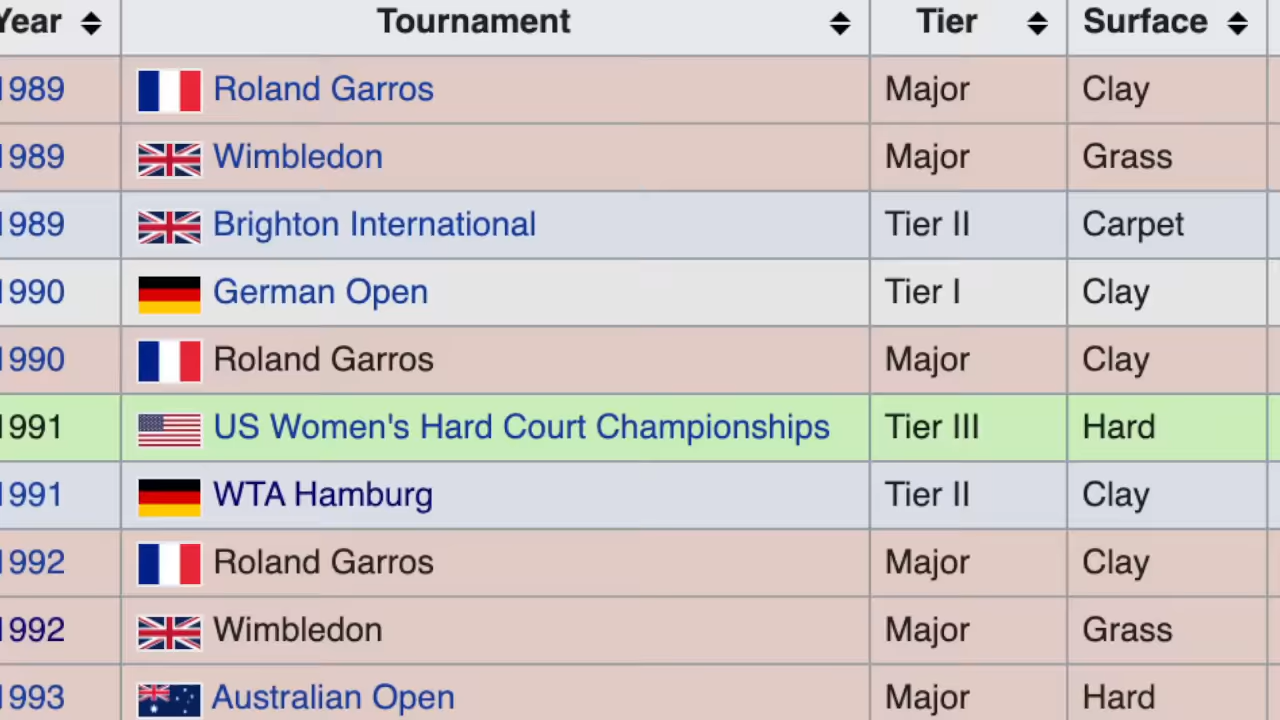 Year Tournament Tier Surface
1989 Roland Garros Major Clay
1989 Wimbledon Major Grass
1989 Brighton International Tier II Carpet
1990 German Open Tier I Clay
1990 Roland Garros Major Clay
1991 US Women's Hard Court Championships Tier III Hard
1991 WTA Hamburg Tier II Clay
1992 Roland Garros Major Clay
1992 Wimbledon Major Grass
1993 Australian Open Major Hard